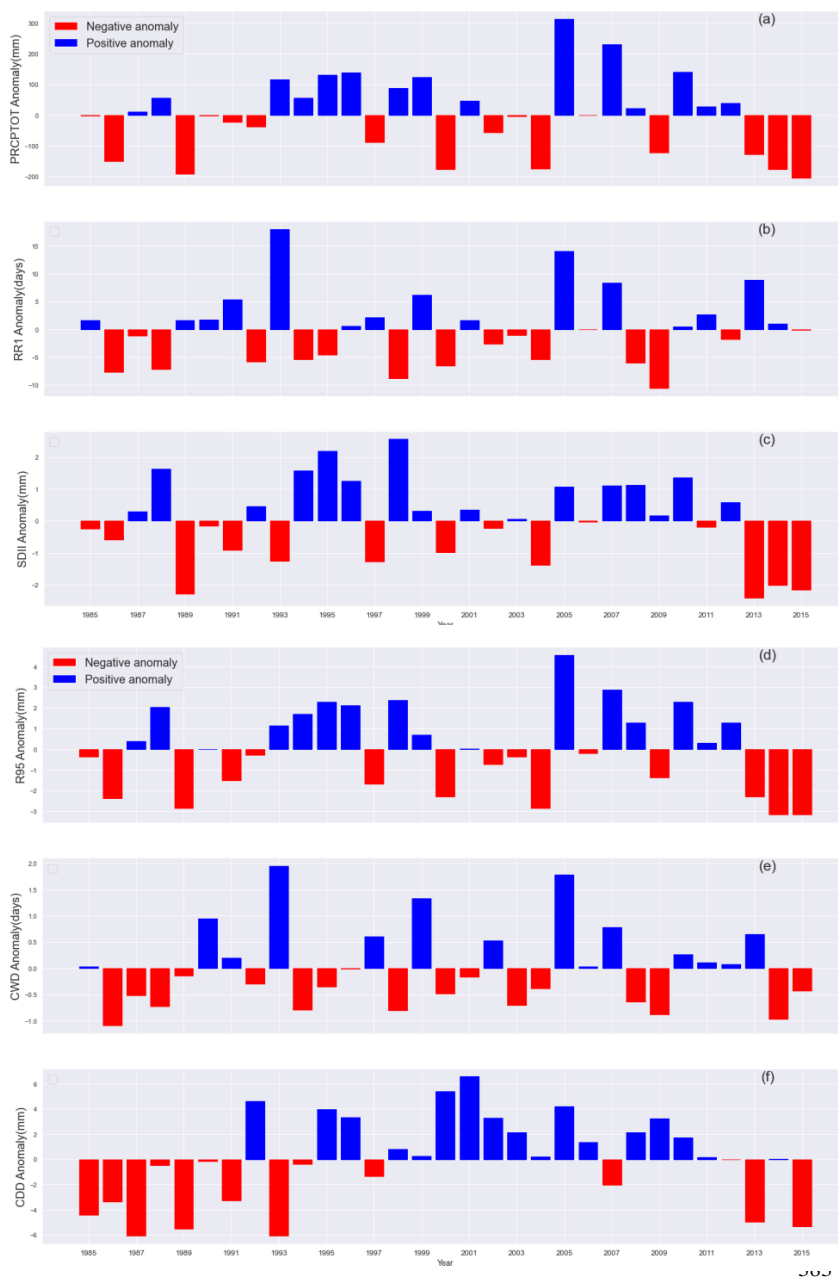 (a)
Negative anomaly
Positive anomaly
PRCPTOT Anomaly(mm)
300
200
100
0
-100
-200
(b)
RR1 Anomaly(days)
15
10
5
0
-5
-10
(c)
SDII Anomaly(mm)
2
1
0
-1
-2
1985 1987 1989 1991 1993 1995 1997 1999 2001 2003 2005 2007 2009 2011 2013 2015
Year
(d)
Negative anomaly
Positive anomaly
R95 Anomaly(mm)
4
3
2
1
0
-1
-2
-3
(e)
CWD Anomaly(days)
2.0
1.5
1.0
0.5
0.0
-0.5
-1.0
(f)
CDD Anomaly(mm)
6
4
2
0
-2
-4
-6
1985 1987 1989 1991 1993 1995 1997 1999 2001 2003 2005 2007 2009 2011 2013 2015
Year